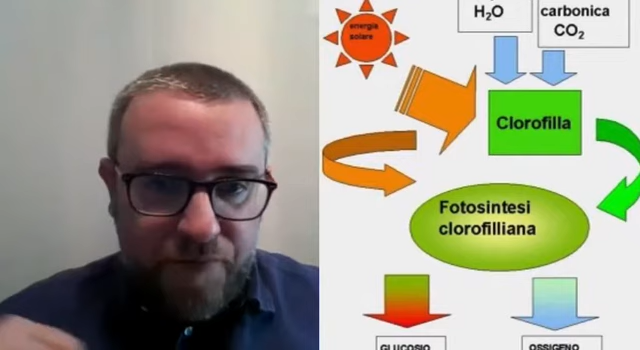 energia
solare
H₂O
carbonica
CO₂
Clorofilla
Fotosintesi
clorofilliana
GLUCOSIO
OSSIGENO